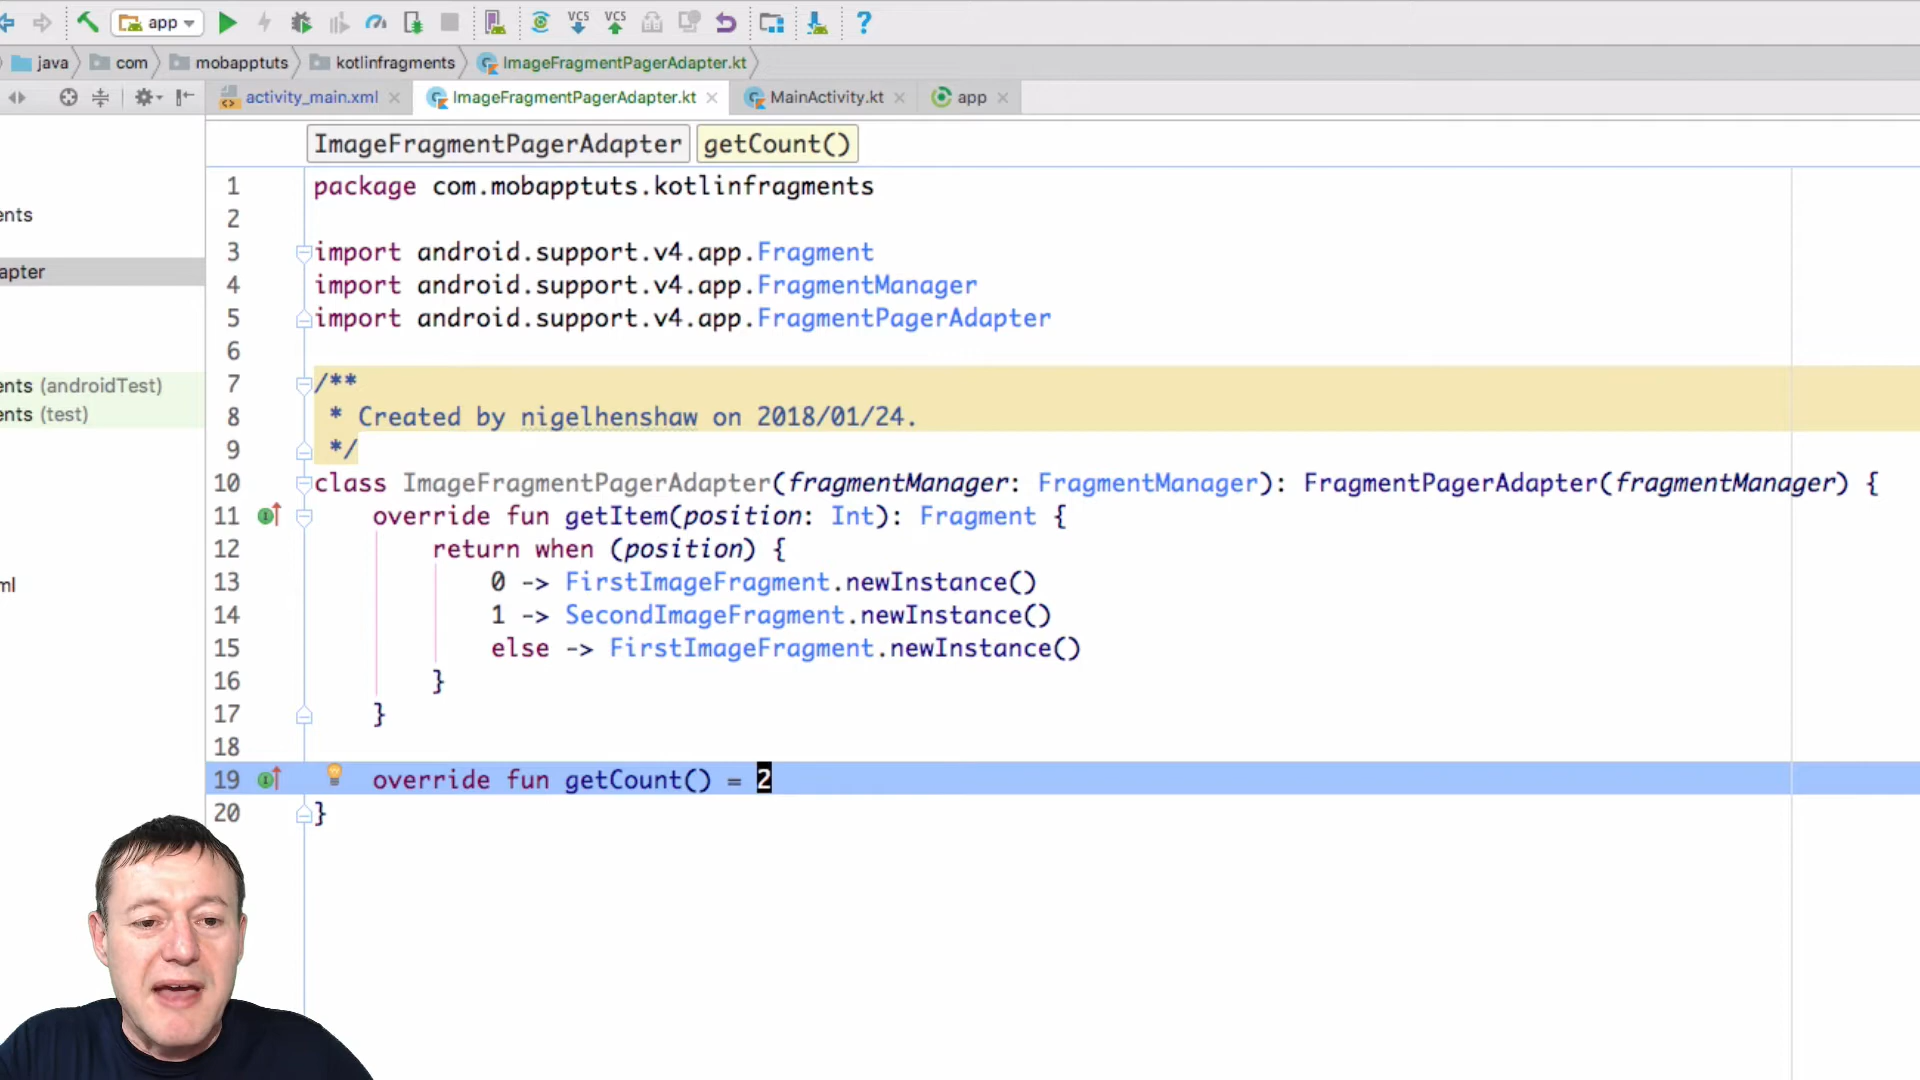 app
VCS VCS ?
java com mobapptuts kotlinfragments ImageFragmentPagerAdapter.kt
activity_main.xml ImageFragmentPagerAdapter.kt MainActivity.kt app
ImageFragmentPagerAdapter getCount()
1 package com.mobapptuts.kotlinfragments
2
ents
3 import android.support.v4.app.Fragment
apter
4 import android.support.v4.app.FragmentManager
5 import android.support.v4.app.FragmentPagerAdapter
6
7 /**
ents (androidTest)
8 * Created by nigelhenshaw on 2018/01/24.
ents (test)
9 */
10 class ImageFragmentPagerAdapter(fragmentManager: FragmentManager): FragmentPagerAdapter(fragmentManager) {
11 override fun getItem(position: Int): Fragment {
12 return when (position) {
13 0 -> FirstImageFragment.newInstance()
ml
14 1 -> SecondImageFragment.newInstance()
15 else -> FirstImageFragment.newInstance()
16 }
17 }
18
19 override fun getCount() = 2
20 }